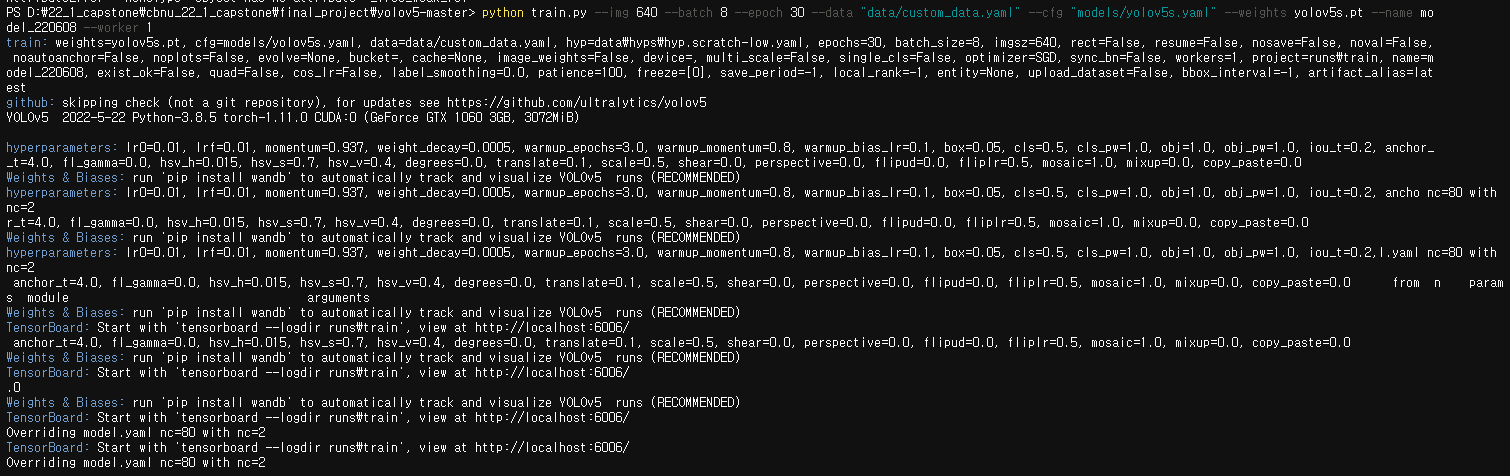 PS D:₩22_1_capstone₩cbnu_22_1_capstone₩final_project₩yolov5-master> python train.py --img 640 --batch 8 --epoch 30 --data "data/custom_data.yaml" --cfg "models/yolov5s.yaml" --weights yolov5s.pt --name mo
del_220608 --worker 1
train: weights=yolov5s.pt, cfg=models/yolov5s.yaml, data=data/custom_data.yaml, hyp=data₩hyps₩hyp.scratch-low.yaml, epochs=30, batch_size=8, imgsz=640, rect=False, resume=False, nosave=False, noval=False,
noautoanchor=False, noplots=False, evolve=None, bucket=, cache=None, image_weights=False, device=, multi_scale=False, single_cls=False, optimizer=SGD, sync_bn=False, workers=1, project=runs₩train, name=m
odel_220608, exist_ok=False, quad=False, cos_lr=False, label_smoothing=0.0, patience=100, freeze=[0], save_period=-1, local_rank=-1, entity=None, upload_dataset=False, bbox_interval=-1, artifact_alias=lat
est
github: skipping check (not a git repository), for updates see https://github.com/ultralytics/yolov5
YOLOv5  2022-5-22 Python-3.8.5 torch-1.11.0 CUDA:0 (GeForce GTX 1060 3GB, 3072MiB)
hyperparameters: lr0=0.01, lrf=0.01, momentum=0.937, weight_decay=0.0005, warmup_epochs=3.0, warmup_momentum=0.8, warmup_bias_lr=0.1, box=0.05, cls=0.5, cls_pw=1.0, obj=1.0, obj_pw=1.0, iou_t=0.2, anchor_
_t=4.0, fl_gamma=0.0, hsv_h=0.015, hsv_s=0.7, hsv_v=0.4, degrees=0.0, translate=0.1, scale=0.5, shear=0.0, perspective=0.0, flipud=0.0, fliplr=0.5, mosaic=1.0, mixup=0.0, copy_paste=0.0
Weights & Biases: run 'pip install wandb' to automatically track and visualize YOLOv5  runs (RECOMMENDED)
hyperparameters: lr0=0.01, lrf=0.01, momentum=0.937, weight_decay=0.0005, warmup_epochs=3.0, warmup_momentum=0.8, warmup_bias_lr=0.1, box=0.05, cls=0.5, cls_pw=1.0, obj=1.0, obj_pw=1.0, iou_t=0.2, ancho nc=80 with
nc=2
r_t=4.0, fl_gamma=0.0, hsv_h=0.015, hsv_s=0.7, hsv_v=0.4, degrees=0.0, translate=0.1, scale=0.5, shear=0.0, perspective=0.0, flipud=0.0, fliplr=0.5, mosaic=1.0, mixup=0.0, copy_paste=0.0
Weights & Biases: run 'pip install wandb' to automatically track and visualize YOLOv5  runs (RECOMMENDED)
hyperparameters: lr0=0.01, lrf=0.01, momentum=0.937, weight_decay=0.0005, warmup_epochs=3.0, warmup_momentum=0.8, warmup_bias_lr=0.1, box=0.05, cls=0.5, cls_pw=1.0, obj=1.0, obj_pw=1.0, iou_t=0.2,l.yaml nc=80 with
nc=2
anchor_t=4.0, fl_gamma=0.0, hsv_h=0.015, hsv_s=0.7, hsv_v=0.4, degrees=0.0, translate=0.1, scale=0.5, shear=0.0, perspective=0.0, flipud=0.0, fliplr=0.5, mosaic=1.0, mixup=0.0, copy_paste=0.0      from  n    param
s  module                                  arguments
Weights & Biases: run 'pip install wandb' to automatically track and visualize YOLOv5  runs (RECOMMENDED)
TensorBoard: Start with 'tensorboard --logdir runs₩train', view at http://localhost:6006/
anchor_t=4.0, fl_gamma=0.0, hsv_h=0.015, hsv_s=0.7, hsv_v=0.4, degrees=0.0, translate=0.1, scale=0.5, shear=0.0, perspective=0.0, flipud=0.0, fliplr=0.5, mosaic=1.0, mixup=0.0, copy_paste=0.0
Weights & Biases: run 'pip install wandb' to automatically track and visualize YOLOv5  runs (RECOMMENDED)
TensorBoard: Start with 'tensorboard --logdir runs₩train', view at http://localhost:6006/
.0
Weights & Biases: run 'pip install wandb' to automatically track and visualize YOLOv5  runs (RECOMMENDED)
TensorBoard: Start with 'tensorboard --logdir runs₩train', view at http://localhost:6006/
Overriding model.yaml nc=80 with nc=2
TensorBoard: Start with 'tensorboard --logdir runs₩train', view at http://localhost:6006/
Overriding model.yaml nc=80 with nc=2